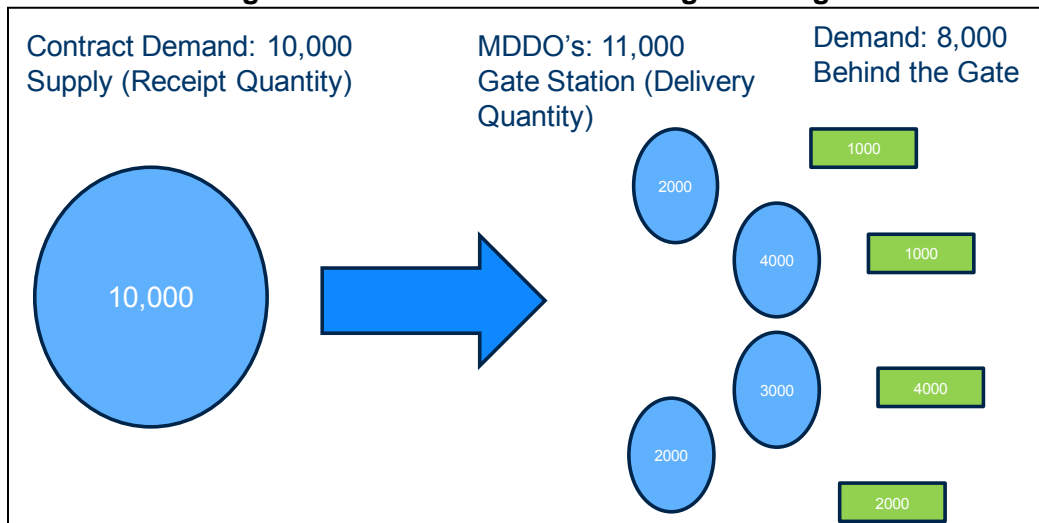 Contract Demand: 10,000
Supply (Receipt Quantity)
MDDO's: 11,000
Gate Station (Delivery
Quantity)
Demand: 8,000
Behind the Gate
10,000
2000
4000
3000
2000
1000
1000
4000
2000